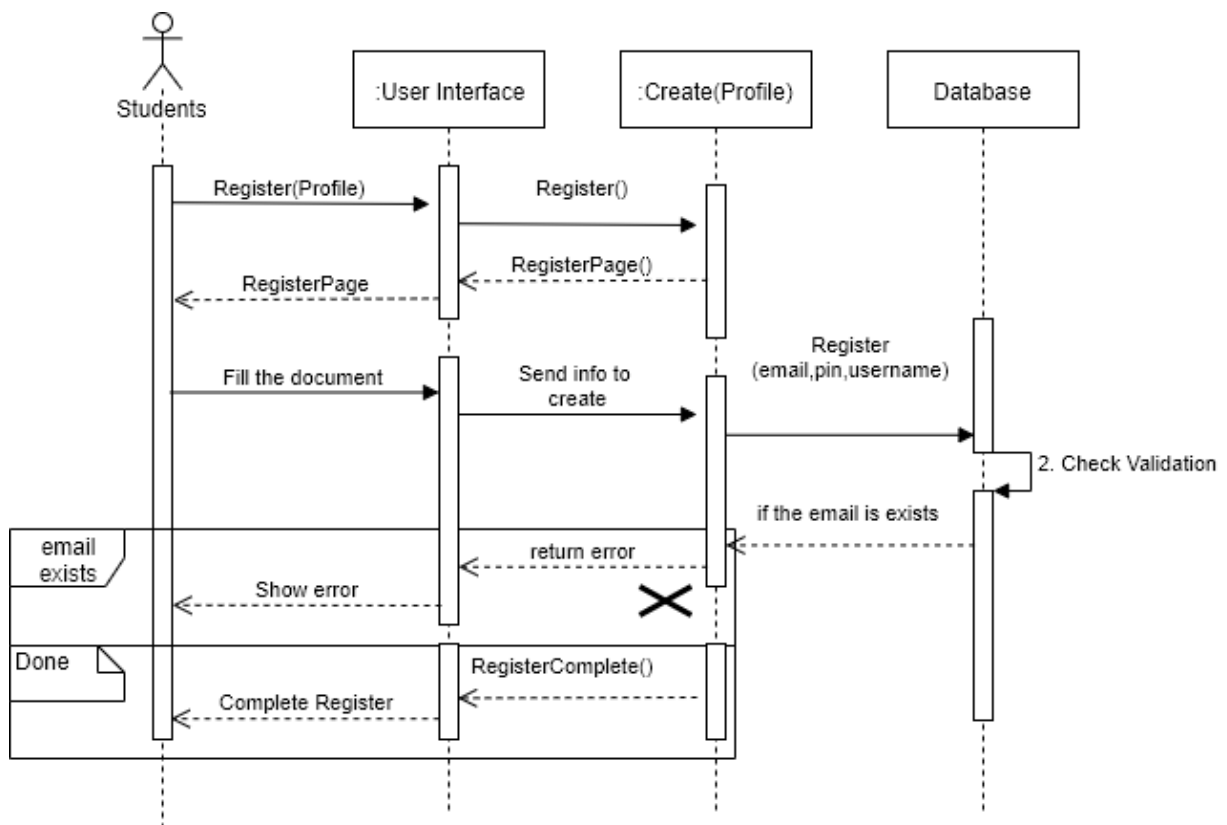 Students
:User Interface
:Create(Profile)
Database
Register(Profile)
Register()
RegisterPage()
RegisterPage
Register
(email,pin,username)
Fill the document
Send info to
create
2. Check Validation
if the email is exists
email
exists
return error
Show error
Done
RegisterComplete()
Complete Register